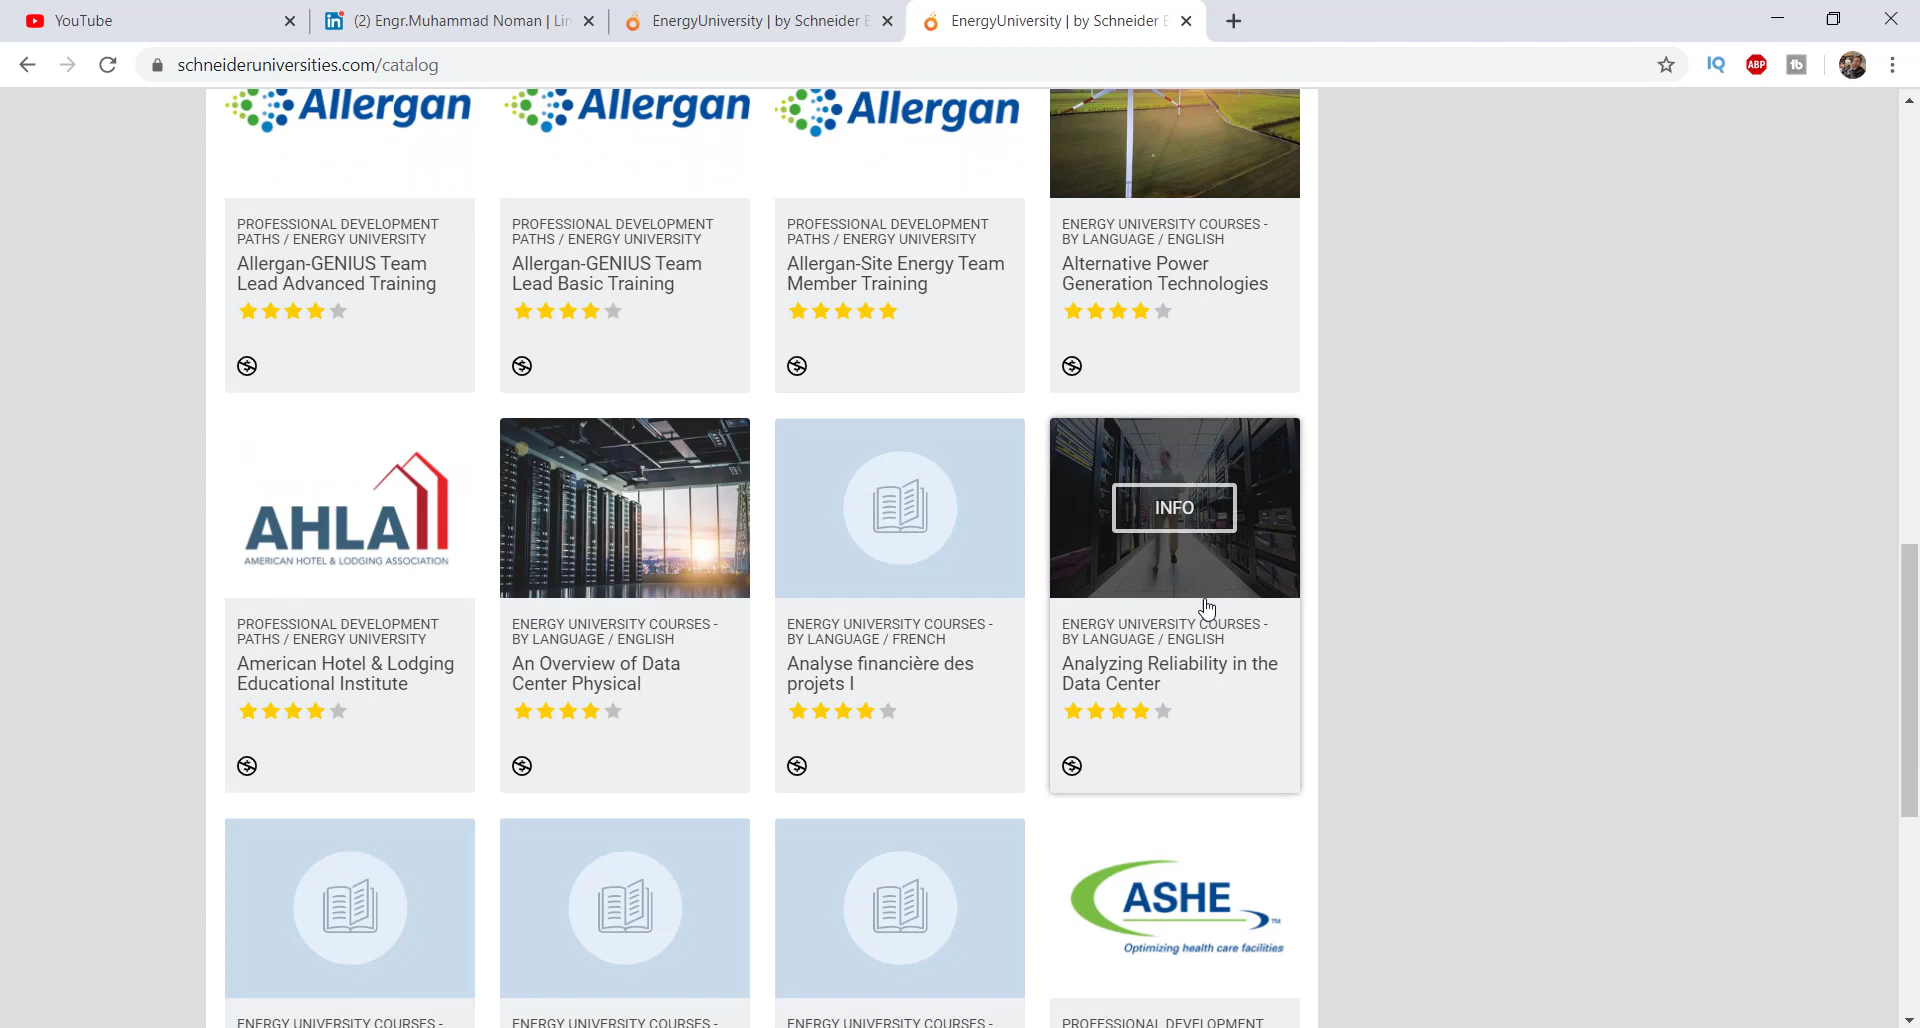 YouTube
(2) Engr.Muhammad Noman | Lin
EnergyUniversity | by Schneider E
EnergyUniversity | by Schneider E
schneideruniversities.com/catalog
IQ
ABP
tb
Allergan
Allergan
Allergan
PROFESSIONAL DEVELOPMENT
PATHS / ENERGY UNIVERSITY
Allergan-GENIUS Team
Lead Advanced Training
PROFESSIONAL DEVELOPMENT
PATHS / ENERGY UNIVERSITY
Allergan-GENIUS Team
Lead Basic Training
PROFESSIONAL DEVELOPMENT
PATHS / ENERGY UNIVERSITY
Allergan-Site Energy Team
Member Training
ENERGY UNIVERSITY COURSES -
BY LANGUAGE / ENGLISH
Alternative Power
Generation Technologies
AHLA
AMERICAN HOTEL & LODGING ASSOCIATION
INFO
PROFESSIONAL DEVELOPMENT
PATHS / ENERGY UNIVERSITY
American Hotel & Lodging
Educational Institute
ENERGY UNIVERSITY COURSES -
BY LANGUAGE / ENGLISH
An Overview of Data
Center Physical
ENERGY UNIVERSITY COURSES -
BY LANGUAGE / FRENCH
Analyse financière des
projets I
ENERGY UNIVERSITY COURSES -
BY LANGUAGE / ENGLISH
Analyzing Reliability in the
Data Center
ASHE
TM
Optimizing health care facilities
ENERGY UNIVERSITY COURSES -
ENERGY UNIVERSITY COURSES -
ENERGY UNIVERSITY COURSES -
PROFESSIONAL DEVELOPMENT